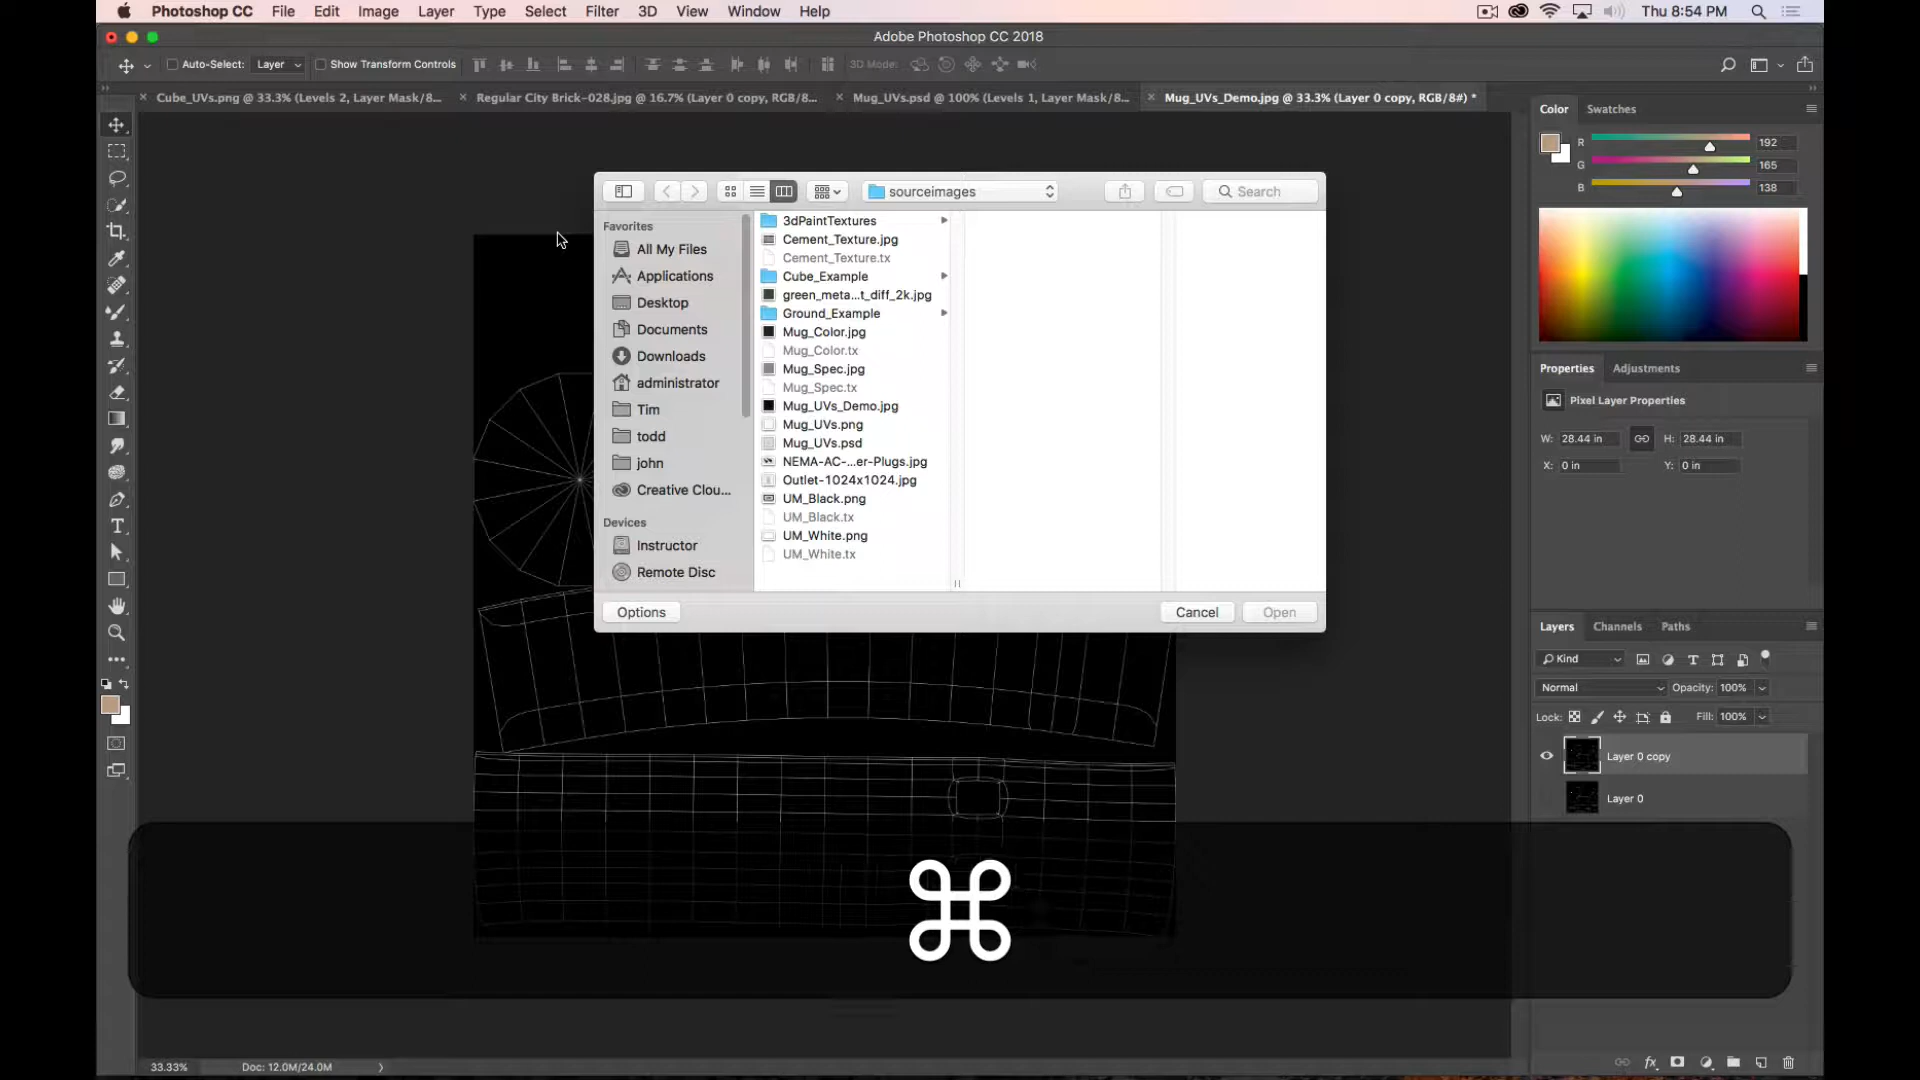 Photoshop CC File Edit Image Layer Type Select Filter 3D View Window Help Thu 8:54 PM
Adobe Photoshop CC 2018
Auto-Select: Layer Show Transform Controls 3D Mode:
Cube_UVs.png @ 33.3% (Levels 2, Layer Mask/8... Regular City Brick-028.jpg @ 16.7% (Layer 0 copy, RGB/8... Mug_UVs.psd @ 100% (Levels 1, Layer Mask/8... Mug_UVs_Demo.jpg @ 33.3% (Layer 0 copy, RGB/8#) *
Color Swatches
R 192
G 165
B 138
sourceimages
Search
Favorites
All My Files
Applications
Desktop
Documents
Downloads
administrator
Tim
todd
john
Creative Clou...
Devices
Instructor
Remote Disc
3dPaintTextures
Cement_Texture.jpg
Cement_Texture.tx
Cube_Example
green_meta...t_diff_2k.jpg
Ground_Example
Mug_Color.jpg
Mug_Color.tx
Mug_Spec.jpg
Mug_Spec.tx
Mug_UVs_Demo.jpg
Mug_UVs.png
Mug_UVs.psd
NEMA-AC-...er-Plugs.jpg
Outlet-1024x1024.jpg
UM_Black.png
UM_Black.tx
UM_White.png
UM_White.tx
Options Cancel Open
Properties Adjustments
Pixel Layer Properties
W: 28.44 in H: 28.44 in
X: 0 in Y: 0 in
Layers Channels Paths
Kind
Normal Opacity: 100%
Lock: Fill: 100%
Layer 0 copy
Layer 0
⌘
33.33% Doc: 12.0M/24.0M